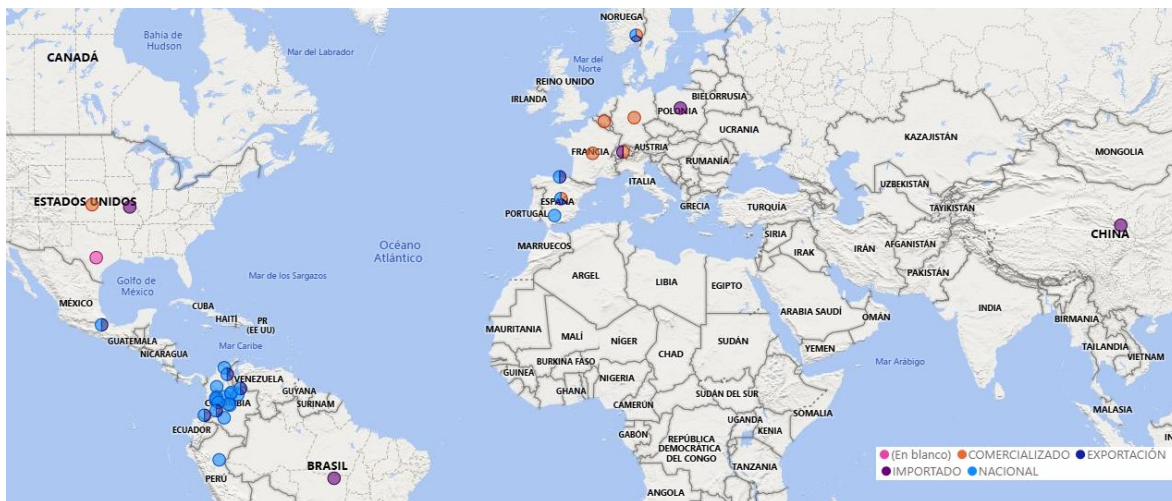 NORUEGA
Bahía de
Hudson
Mar del Labrador
CANADÁ
Mar del
Norte
REINO UNIDO
IRLANDA
BIELORRUSIA
POLONIA
UCRANIA
KAZAJISTÁN
MONGOLIA
FRANCIA
AUSTRIA
RUMANÍA
ITALIA
UZBEKISTÁN
ESTADOS UNIDOS
ESPAÑA
GRECIA
TURQUÍA
TAYIKISTÁN
PORTUGAL
SIRIA
CHINA
Océano
Atlántico
MARRUECOS
IRAK
IRÁN
AFGANISTÁN
PAKISTÁN
Golfo de
México
Mar de los Sargazos
ARGEL
LIBIA
EGIPTO
INDIA
MÉXICO
CUBA
HAITÍ
PR
(EE UU)
ARABIA SAUDÍ
OMÁN
BIRMANIA
GUATEMALA
NICARAGUA
Mar Caribe
MAURITANIA
MALÍ
NÍGER
CHAD
SUDÁN
YEMEN
Mar Arábigo
TAILANDIA
VIETNAM
VENEZUELA
GUYANA
SURINAM
BURKINA FASO
GUINEA
GHANA
NIGERIA
CAMERÚN
SUDÁN DEL SUR
SOMALIA
MALASIA
ECUADOR
GABÓN
REPÚBLICA
DEMOCRÁTICA
DEL CONGO
UGANDA
KENIA
TANZANIA
BRASIL
PERÚ
ANGOLA
(En blanco) COMERCIALIZADO EXPORTACIÓN
IMPORTADO NACIONAL